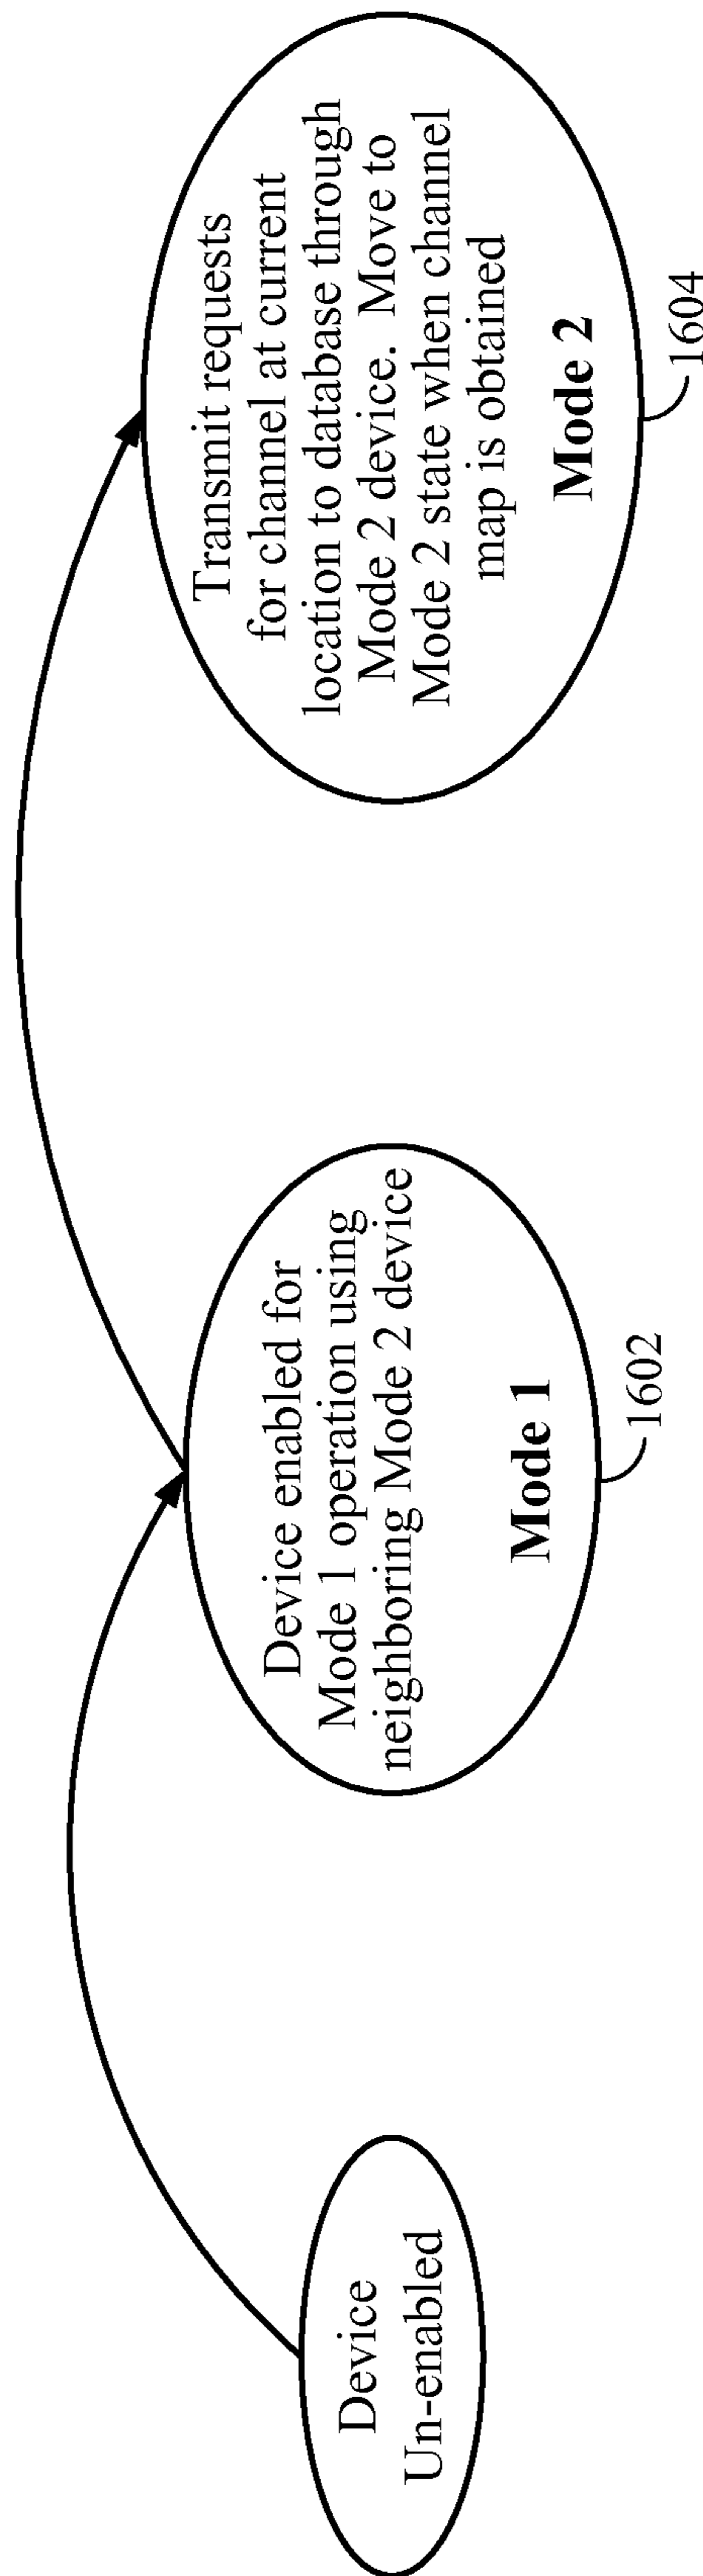 Device
Un-enabled
Device enabled for
Mode 1 operation using
neighboring Mode 2 device
Mode 1
1602
Transmit requests
for channel at current
location to database through
Mode 2 device.  Move to
Mode 2 state when channel
map is obtained
Mode 2
1604